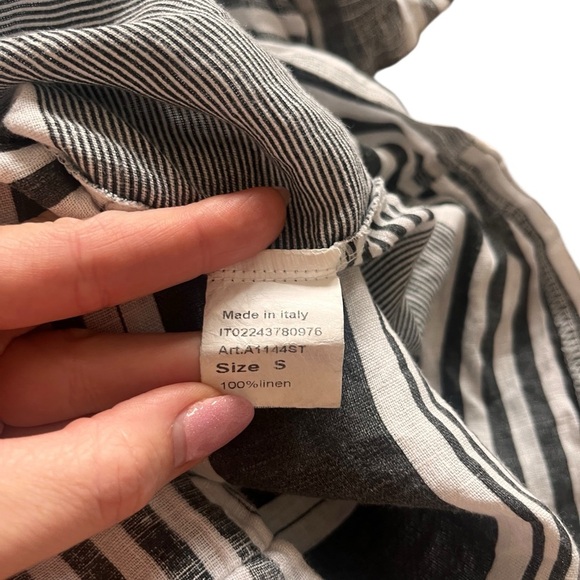 Made in italy
IT02243780976
Art.A1144ST
Size S
100%linen